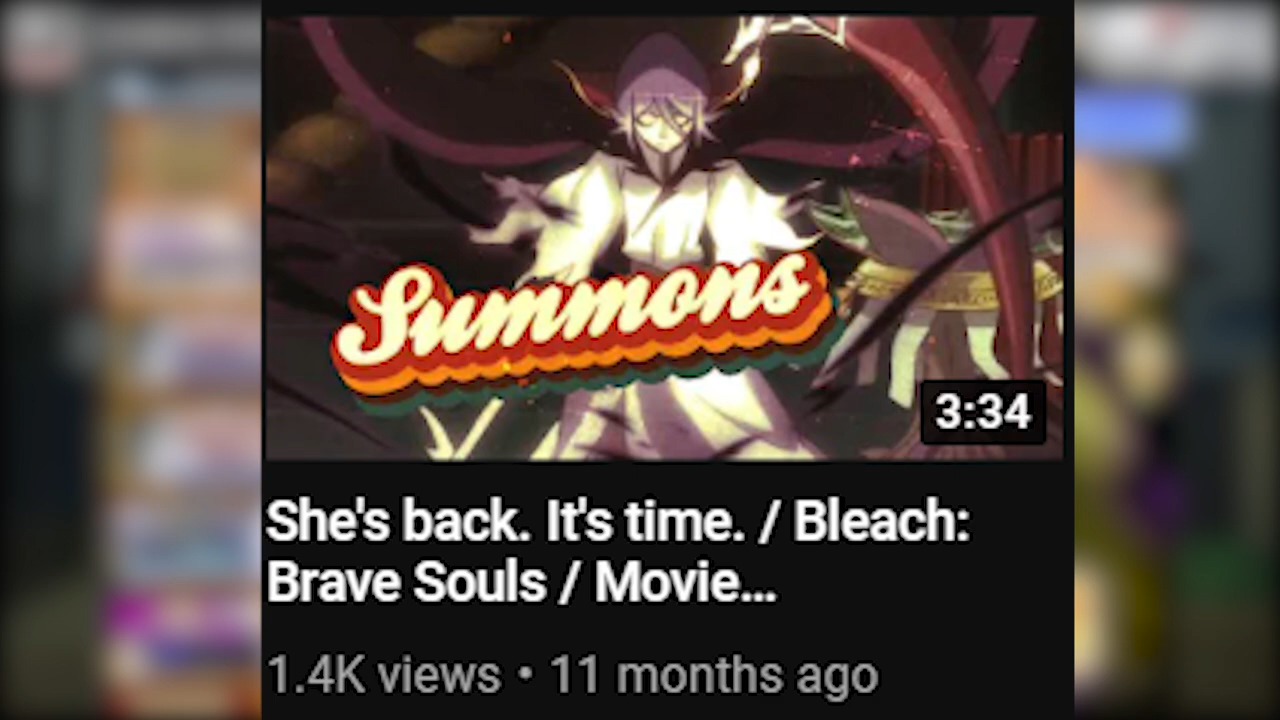 Summons
3:34
She's back. It's time. / Bleach:
Brave Souls / Movie...
1.4K views • 11 months ago